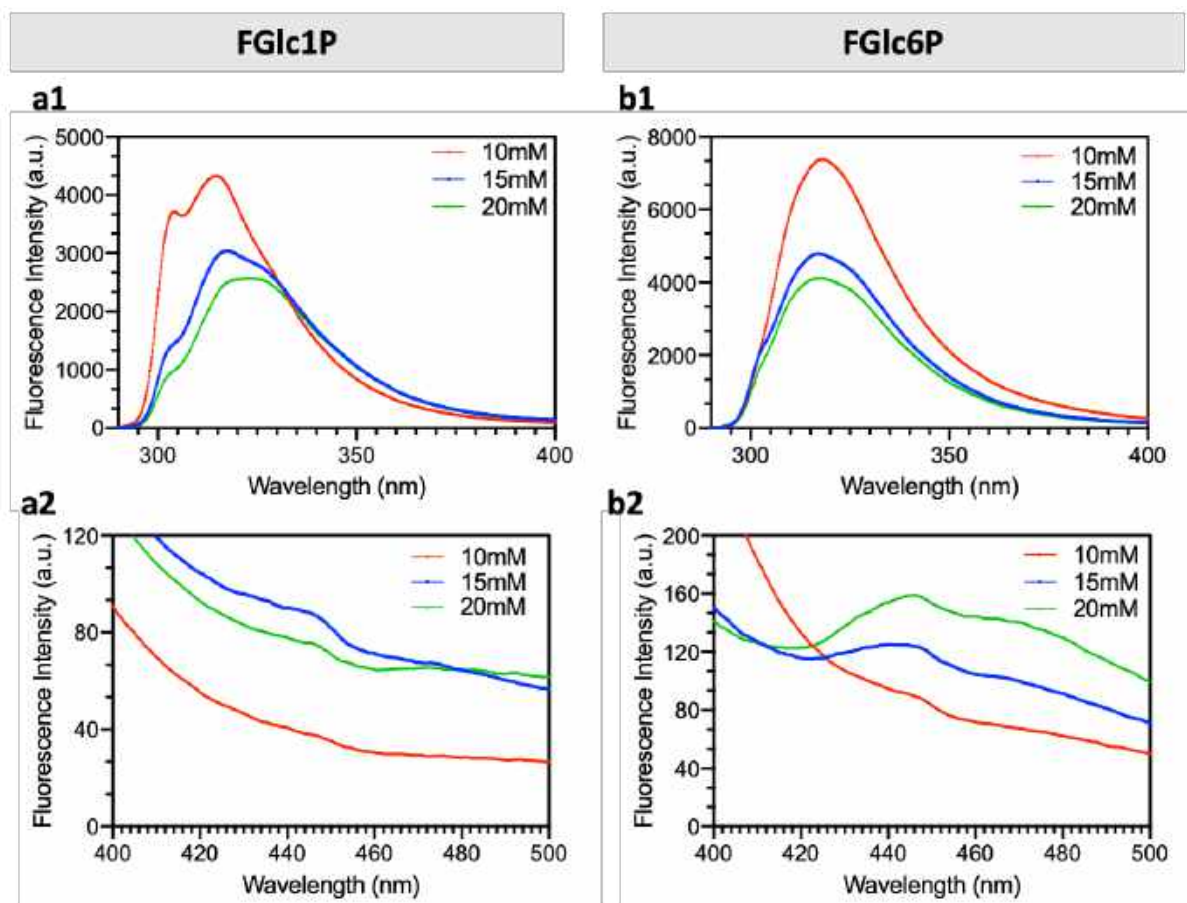 FGlc1P
FGlc6P
a1
b1
Fluorescence Intensity (a.u.)
5000
4000
3000
2000
1000
0
10mM
15mM
20mM
300
350
400
Wavelength (nm)
Fluorescence Intensity (a.u.)
8000
6000
4000
2000
0
10mM
15mM
20mM
300
350
400
Wavelength (nm)
a2
b2
Fluorescence Intensity (a.u.)
120
80
40
0
10mM
15mM
20mM
400
420
440
460
480
500
Wavelength (nm)
Fluorescence Intensity (a.u.)
200
160
120
80
40
0
10mM
15mM
20mM
400
420
440
460
480
500
Wavelength (nm)